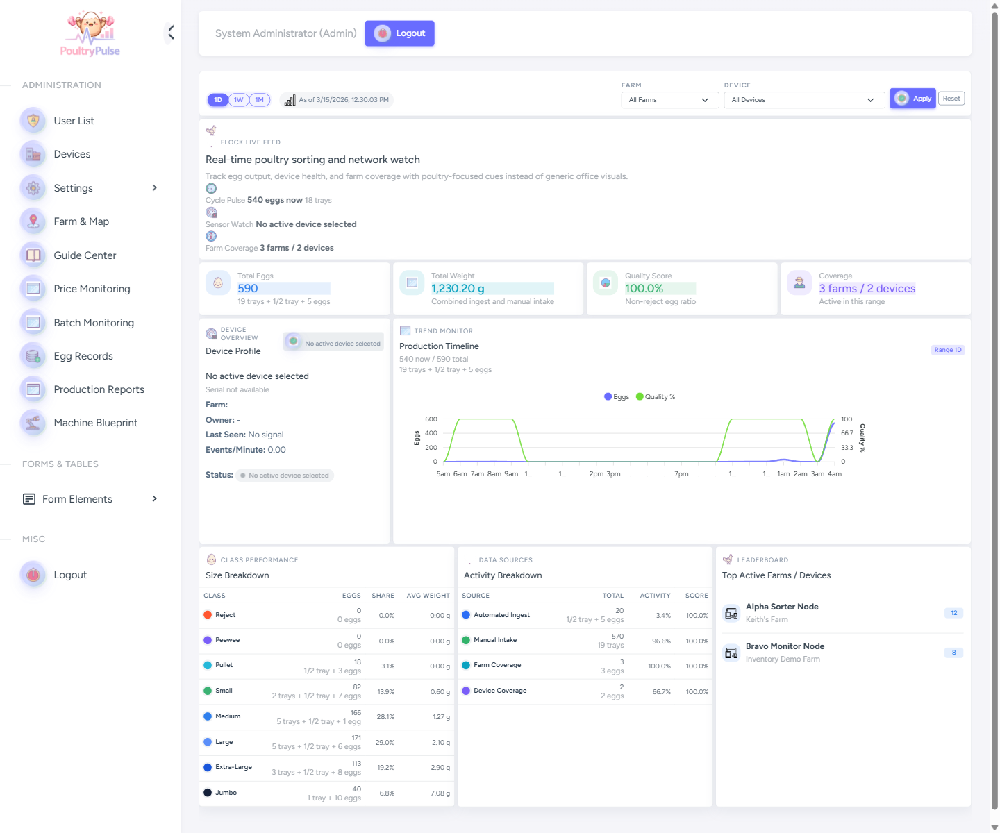 PoultryPulse
System Administrator (Admin)
Logout
ADMINISTRATION
User List
Devices
Settings
Farm & Map
Guide Center
Price Monitoring
Batch Monitoring
Egg Records
Production Reports
Machine Blueprint
FORMS & TABLES
Form Elements
MISC
Logout
1D 1W 1M
As of 3/15/2026, 12:30:03 PM
FARM
All Farms
DEVICE
All Devices
Apply
Reset
FLOCK LIVE FEED
Real-time poultry sorting and network watch
Track egg output, device health, and farm coverage with poultry-focused cues instead of generic office visuals.
Cycle Pulse 540 eggs now 18 trays
Sensor Watch No active device selected
Farm Coverage 3 farms / 2 devices
Total Eggs
590
19 trays + 1/2 tray + 5 eggs
Total Weight
1,230.20 g
Combined ingest and manual intake
Quality Score
100.0%
Non-reject egg ratio
Coverage
3 farms / 2 devices
Active in this range
DEVICE
OVERVIEW
Device Profile
No active device selected
No active device selected
Serial not available
Farm: -
Owner: -
Last Seen: No signal
Events/Minute: 0.00
Status: No active device selected
TREND MONITOR
Production Timeline
540 now / 590 total
19 trays + 1/2 tray + 5 eggs
Range 1D
Eggs Quality %
600 100
400 66.7
200 33.3
0 0
Eggs
Quality %
5am 6am 7am 8am 9am 1... 1... 2pm 3pm . . . 7pm . . 1... 1... 1am 2am 3am 4am
CLASS PERFORMANCE
Size Breakdown
CLASS EGGS SHARE AVG WEIGHT
Reject 0 0.0% 0.00 g
0 eggs
Peewee 0 0.0% 0.00 g
0 eggs
Pullet 18 3.1% 0.00 g
1/2 tray + 3 eggs
Small 82 13.9% 0.60 g
2 trays + 1/2 tray + 7 eggs
Medium 166 28.1% 1.27 g
5 trays + 1/2 tray + 1 egg
Large 171 29.0% 2.10 g
5 trays + 1/2 tray + 6 eggs
Extra-Large 113 19.2% 2.90 g
3 trays + 1/2 tray + 8 eggs
Jumbo 40 6.8% 7.08 g
1 tray + 10 eggs
DATA SOURCES
Activity Breakdown
SOURCE TOTAL ACTIVITY SCORE
Automated Ingest 20 3.4% 100.0%
1/2 tray + 5 eggs
Manual Intake 570 96.6% 100.0%
19 trays
Farm Coverage 3 100.0% 100.0%
3 eggs
Device Coverage 2 66.7% 100.0%
2 eggs
LEADERBOARD
Top Active Farms / Devices
Alpha Sorter Node
Keith's Farm
12
Bravo Monitor Node
Inventory Demo Farm
8